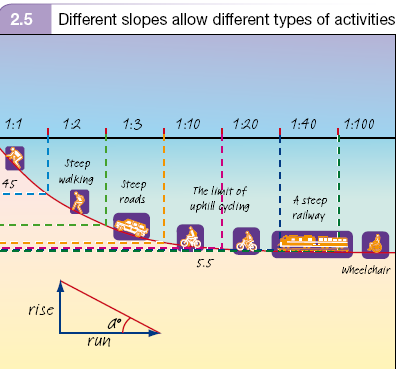 2.5 Different slopes allow different types of activities
1:1 1:2 1:3 1:10 1:20 1:40 1:100
Steep
walking
45
Steep
roads
The limit of
uphill cycling
A steep
railway
5.5
Wheelchair
rise
a°
run